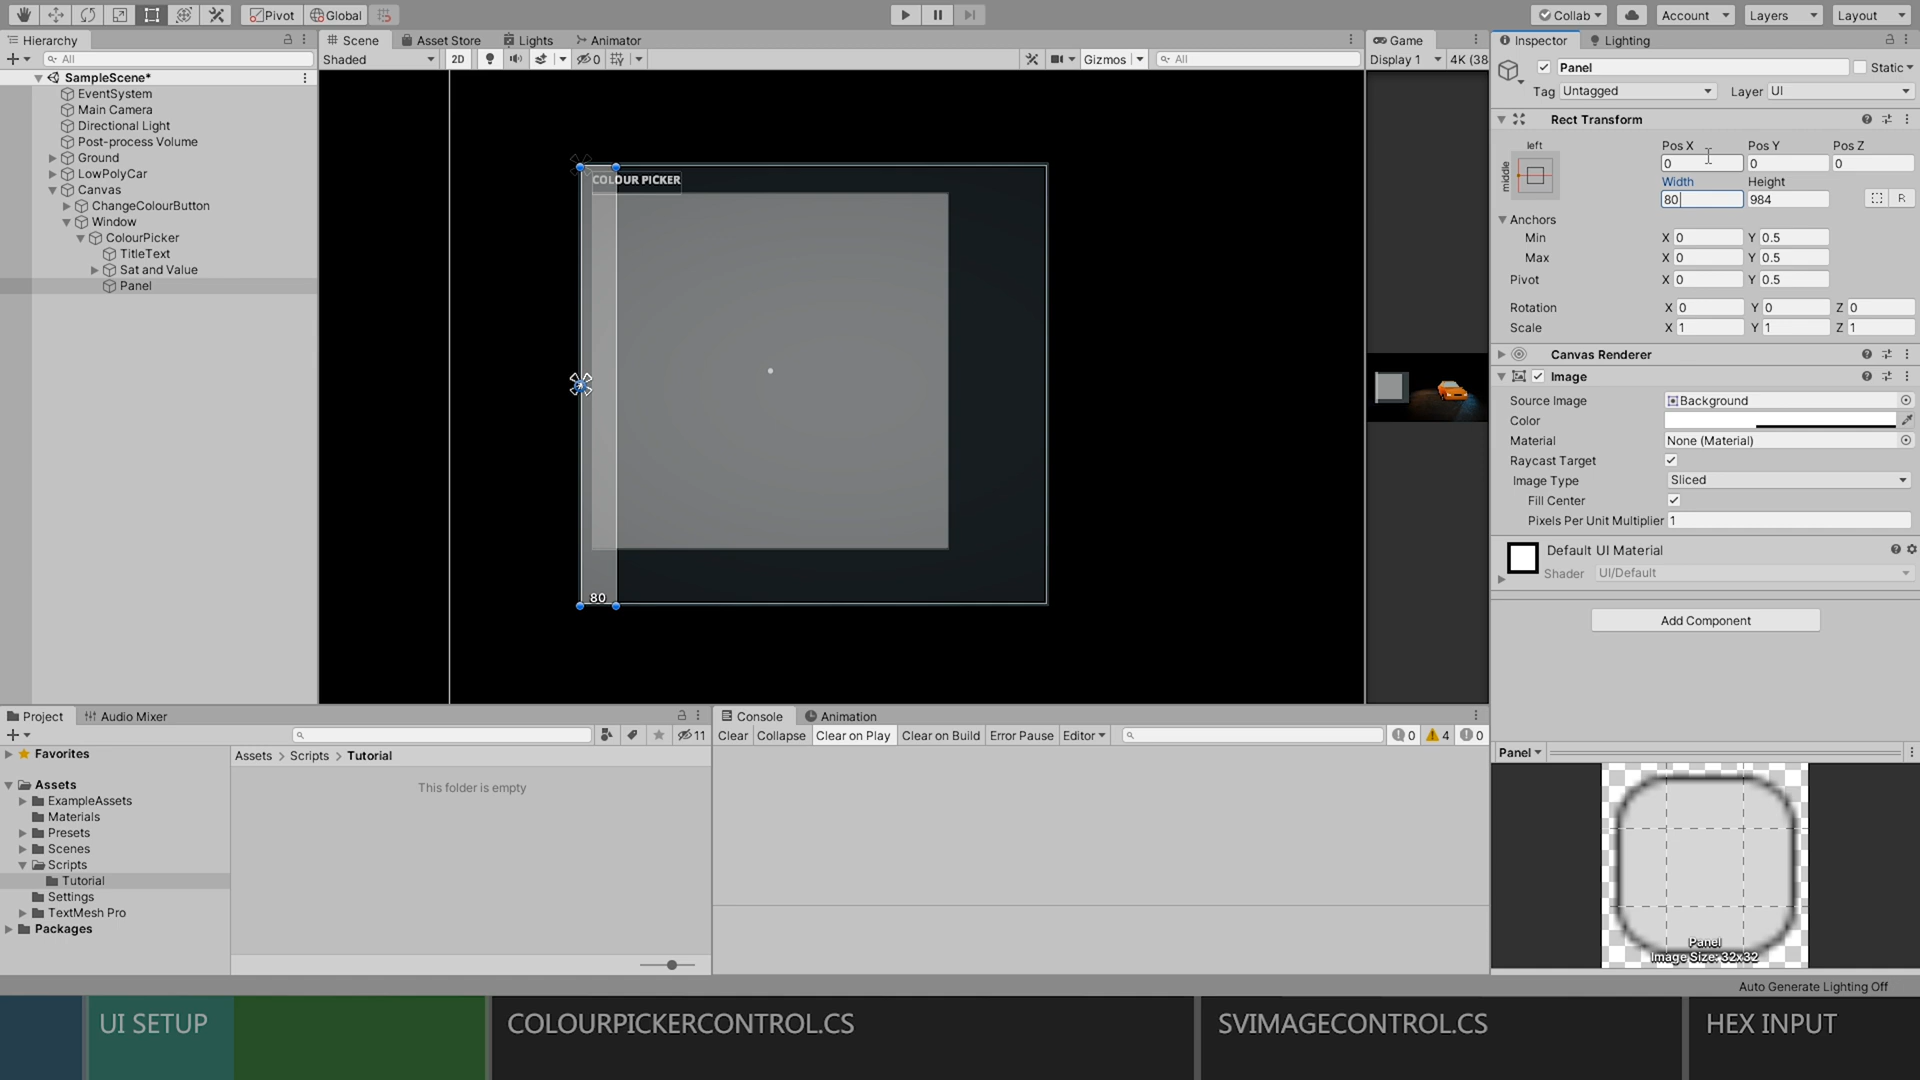 Pivot
Global
Collab
Account
Layers
Layout
Hierarchy
Scene
Asset Store
Lights
Animator
Game
Inspector
Lighting
All
Shaded
2D
0
Gizmos
All
Display 1
4K (38
Panel
Static
Tag
Untagged
Layer
UI
SampleScene*
EventSystem
Main Camera
Directional Light
Post-process Volume
Ground
LowPolyCar
Canvas
ChangeColourButton
Window
ColourPicker
TitleText
Sat and Value
Panel
COLOUR PICKER
80
Rect Transform
left
middle
Pos X
Pos Y
Pos Z
0
0
0
Width
Height
80
984
R
Anchors
Min
X 0
Y 0.5
Max
X 0
Y 0.5
Pivot
X 0
Y 0.5
Rotation
X 0
Y 0
Z 0
Scale
X 1
Y 1
Z 1
Canvas Renderer
Image
Source Image
Background
Color
Material
None (Material)
Raycast Target
Image Type
Sliced
Fill Center
Pixels Per Unit Multiplier
1
Default UI Material
Shader
UI/Default
Add Component
Project
Audio Mixer
11
Favorites
Assets
ExampleAssets
Materials
Presets
Scenes
Scripts
Tutorial
Settings
TextMesh Pro
Packages
Assets > Scripts > Tutorial
This folder is empty
Console
Animation
Clear
Collapse
Clear on Play
Clear on Build
Error Pause
Editor
0
4
0
Panel
Panel
Image Size: 32x32
Auto Generate Lighting Off
UI SETUP
COLOURPICKERCONTROL.CS
SVIMAGECONTROL.CS
HEX INPUT